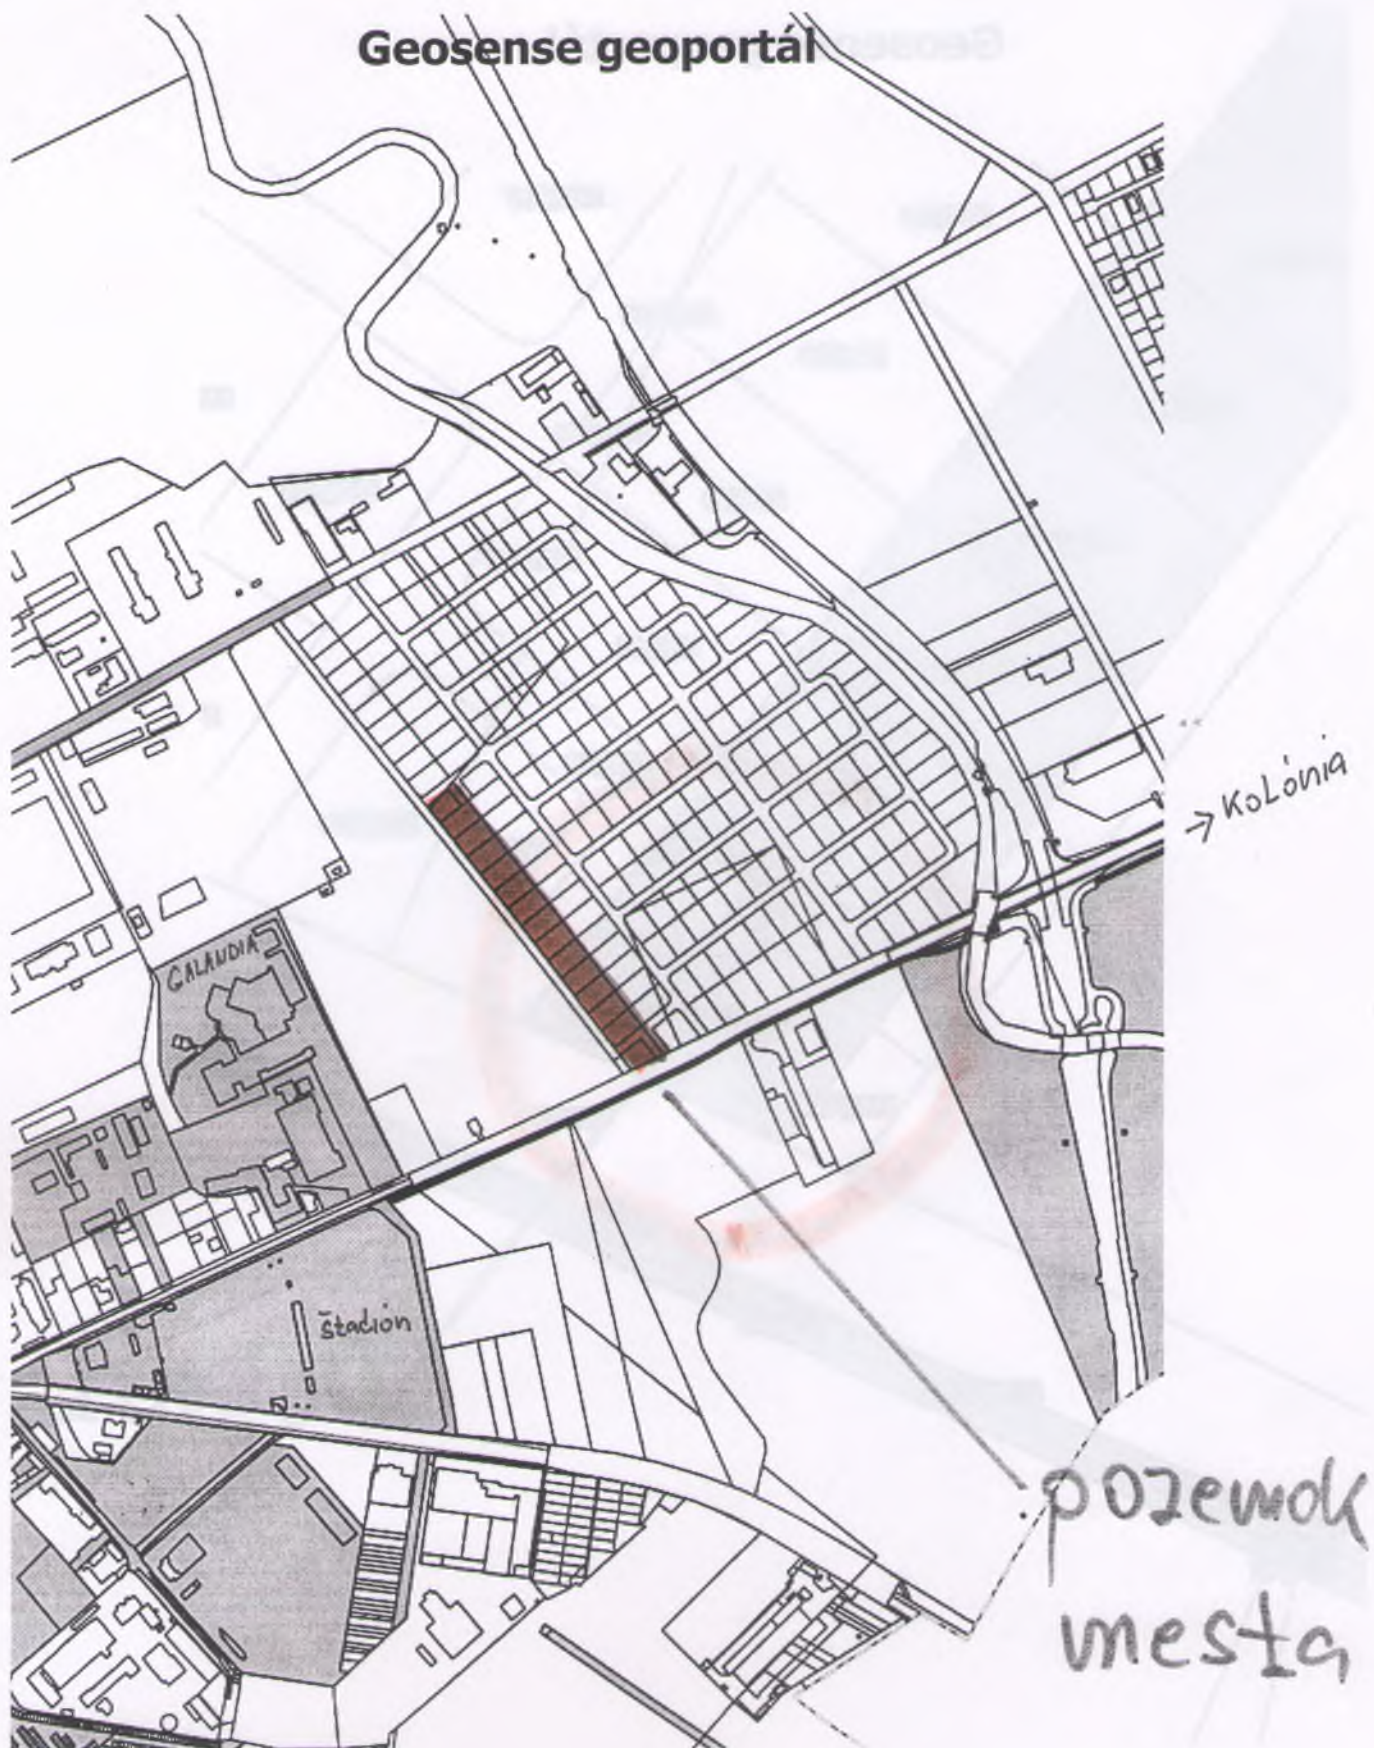 Geosense geoportál
→ Kolónia
GALANDIA
štadión
pozemok
mesta